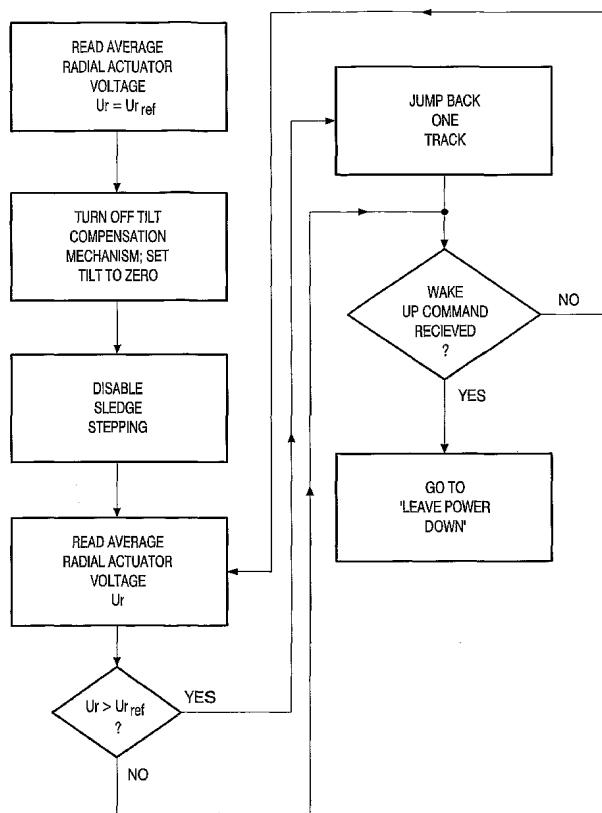 READ AVERAGE
RADIAL ACTUATOR
VOLTAGE
Ur = Ur ref
TURN OFF TILT
COMPENSATION
MECHANISM; SET
TILT TO ZERO
DISABLE
SLEDGE
STEPPING
READ AVERAGE
RADIAL ACTUATOR
VOLTAGE
Ur
Ur > Ur ref
?
YES
NO
JUMP BACK
ONE
TRACK
WAKE
UP COMMAND
RECIEVED
?
NO
YES
GO TO
'LEAVE POWER
DOWN'